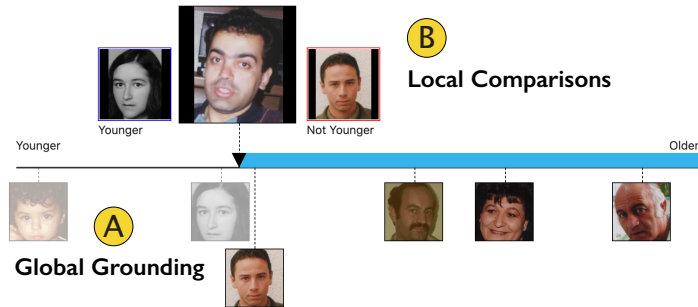 B
Local Comparisons
Younger
Not Younger
Younger
Older
A
Global Grounding